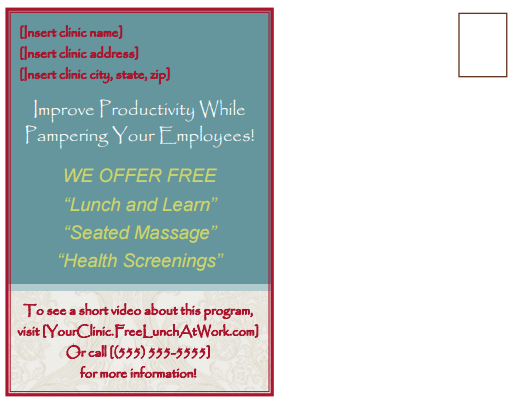 [Insert clinic name]
[Insert clinic address]
[Insert clinic city, state, zip]
Improve Productivity While
Pampering Your Employees!
WE OFFER FREE
“Lunch and Learn”
“Seated Massage”
“Health Screenings”
To see a short video about this program,
visit [YourClinic.FreeLunchAtWork.com]
Or call [(555) 555-5555]
for more information!